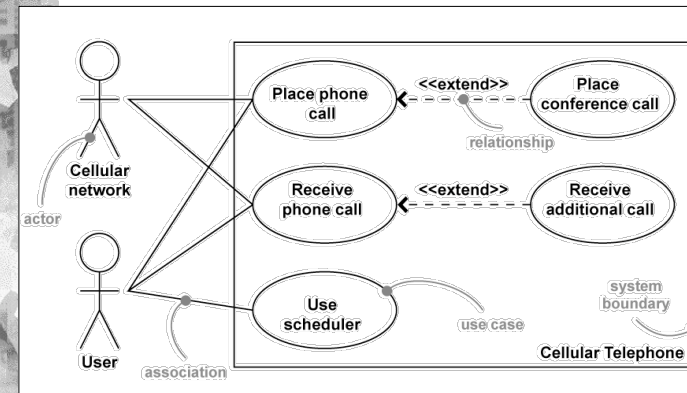 Place phone
call
<<extend>>
Place
conference call
relationship
Cellular
network
actor
Receive
phone call
<<extend>>
Receive
additional call
Use
scheduler
use case
system
boundary
User
association
Cellular Telephone